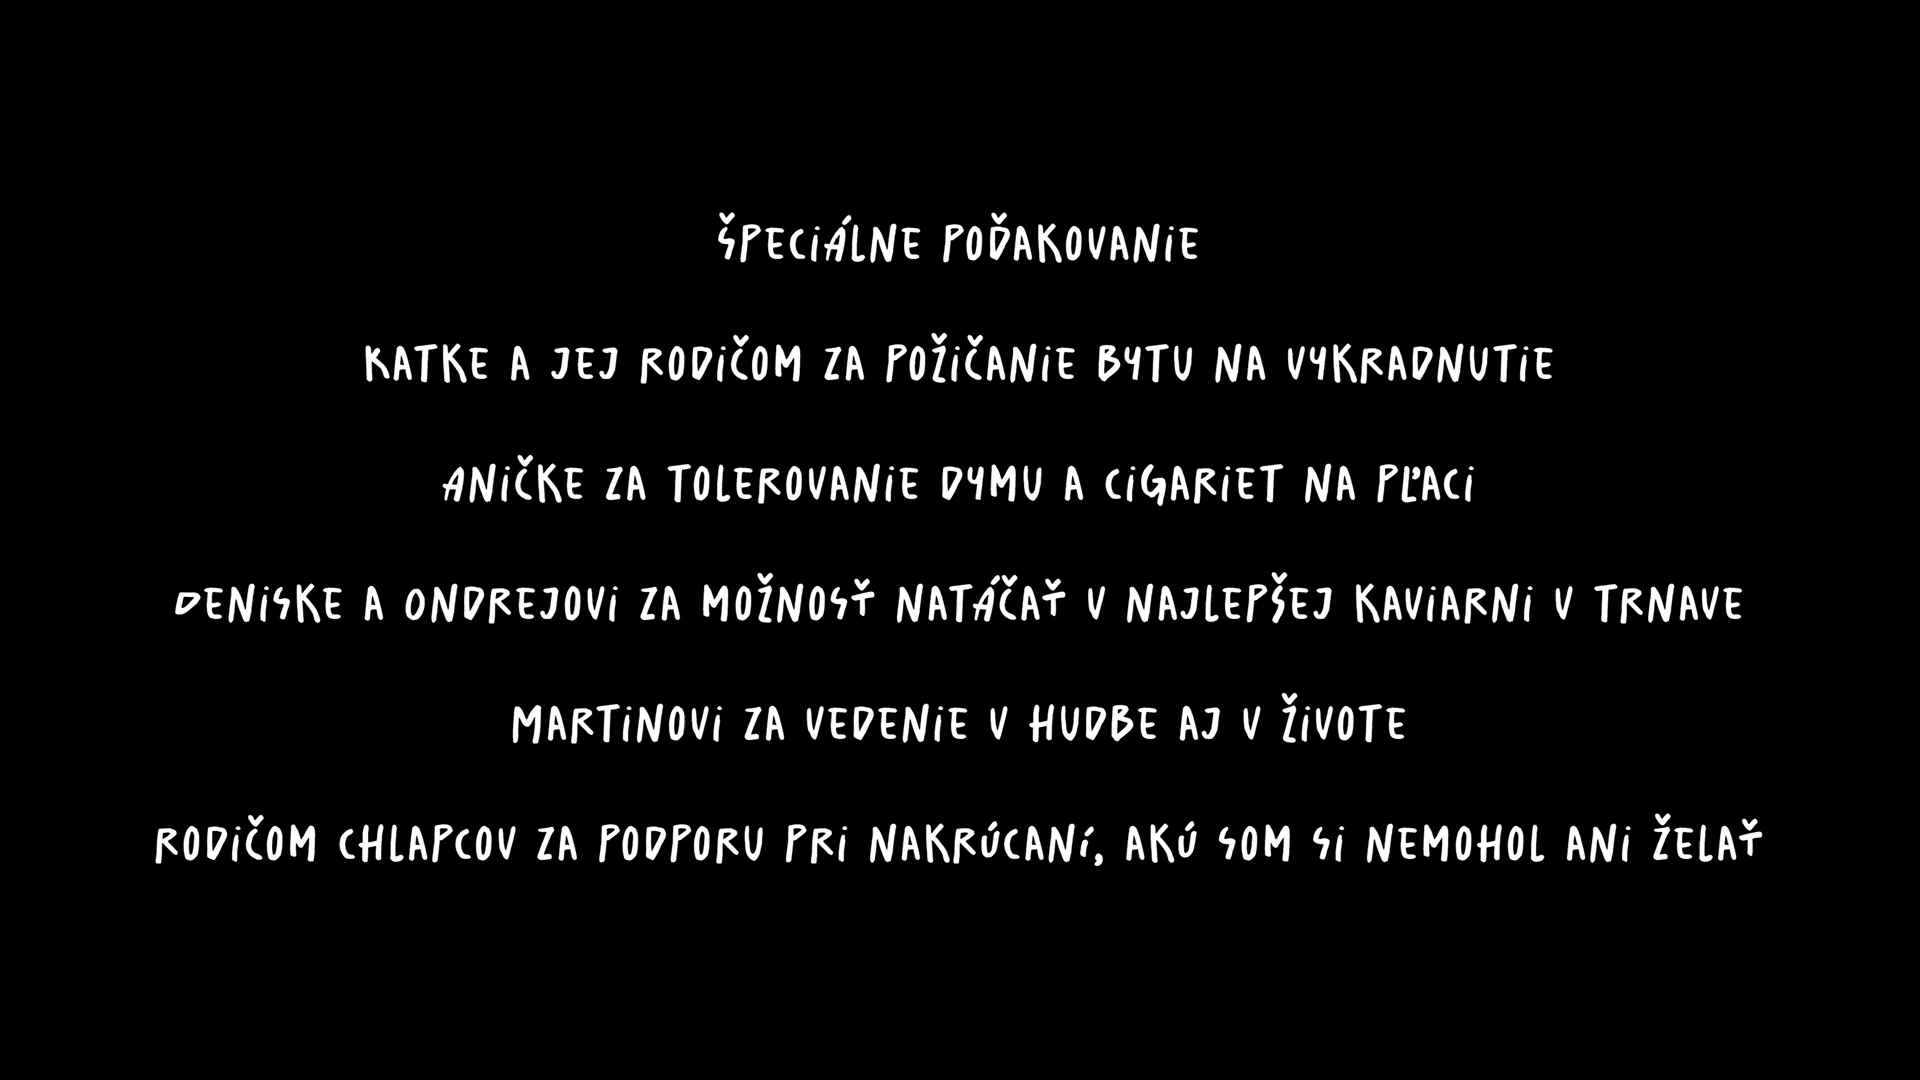 ŠPECIÁLNE POĎAKOVANIE
KATKE A JEJ RODIČOM ZA POŽIČANIE BYTU NA VYKRADNUTIE
ANIČKE ZA TOLEROVANIE DYMU A CIGARIET NA PĽACI
DENISKE A ONDREJOVI ZA MOŽNOSŤ NATÁČAŤ V NAJLEPŠEJ KAVIARNI V TRNAVE
MARTINOVI ZA VEDENIE V HUDBE AJ V ŽIVOTE
RODIČOM CHLAPCOV ZA PODPORU PRI NAKRÚCANÍ, AKÚ SOM SI NEMOHOL ANI ŽELAŤ